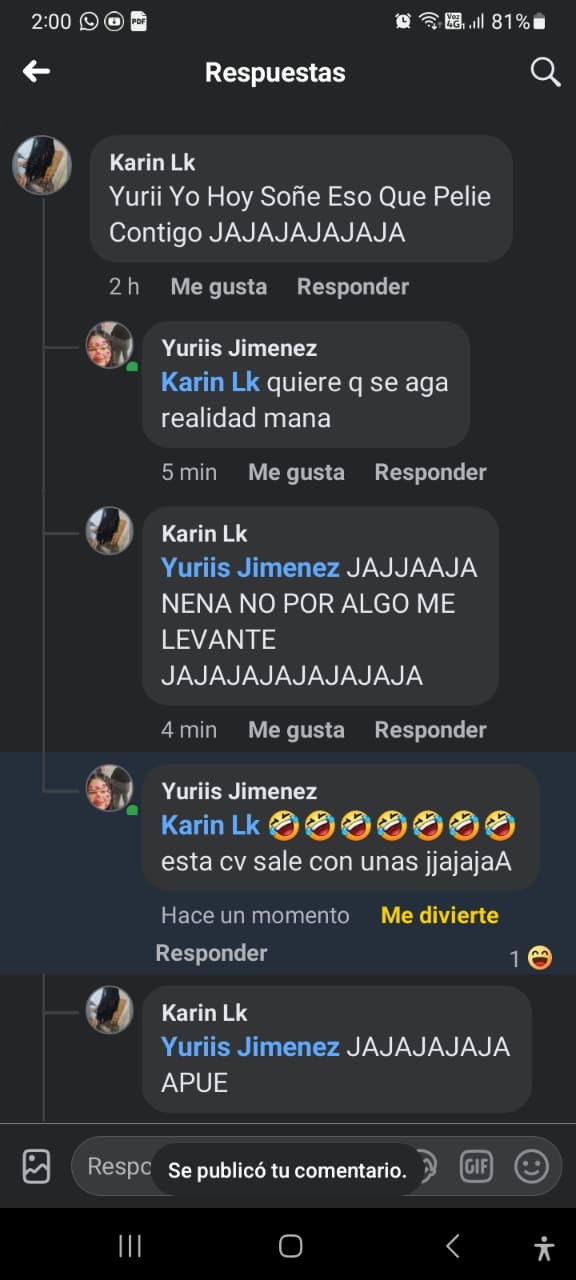 2:00 PDF Voz 4G 81%
Respuestas
Karin Lk
Yurii Yo Hoy Soñe Eso Que Pelie
Contigo JAJAJAJAJAJA
2 h Me gusta Responder
Yuriis Jimenez
Karin Lk quiere q se aga
realidad mana
5 min Me gusta Responder
Karin Lk
Yuriis Jimenez JAJJAAJA
NENA NO POR ALGO ME
LEVANTE
JAJAJAJAJAJAJAJA
4 min Me gusta Responder
Yuriis Jimenez
Karin Lk 🤣🤣🤣🤣🤣🤣🤣
esta cv sale con unas jjajajaA
Hace un momento Me divierte
Responder
1
Karin Lk
Yuriis Jimenez JAJAJAJAJA
APUE
Respo
Se publicó tu comentario.
GIF